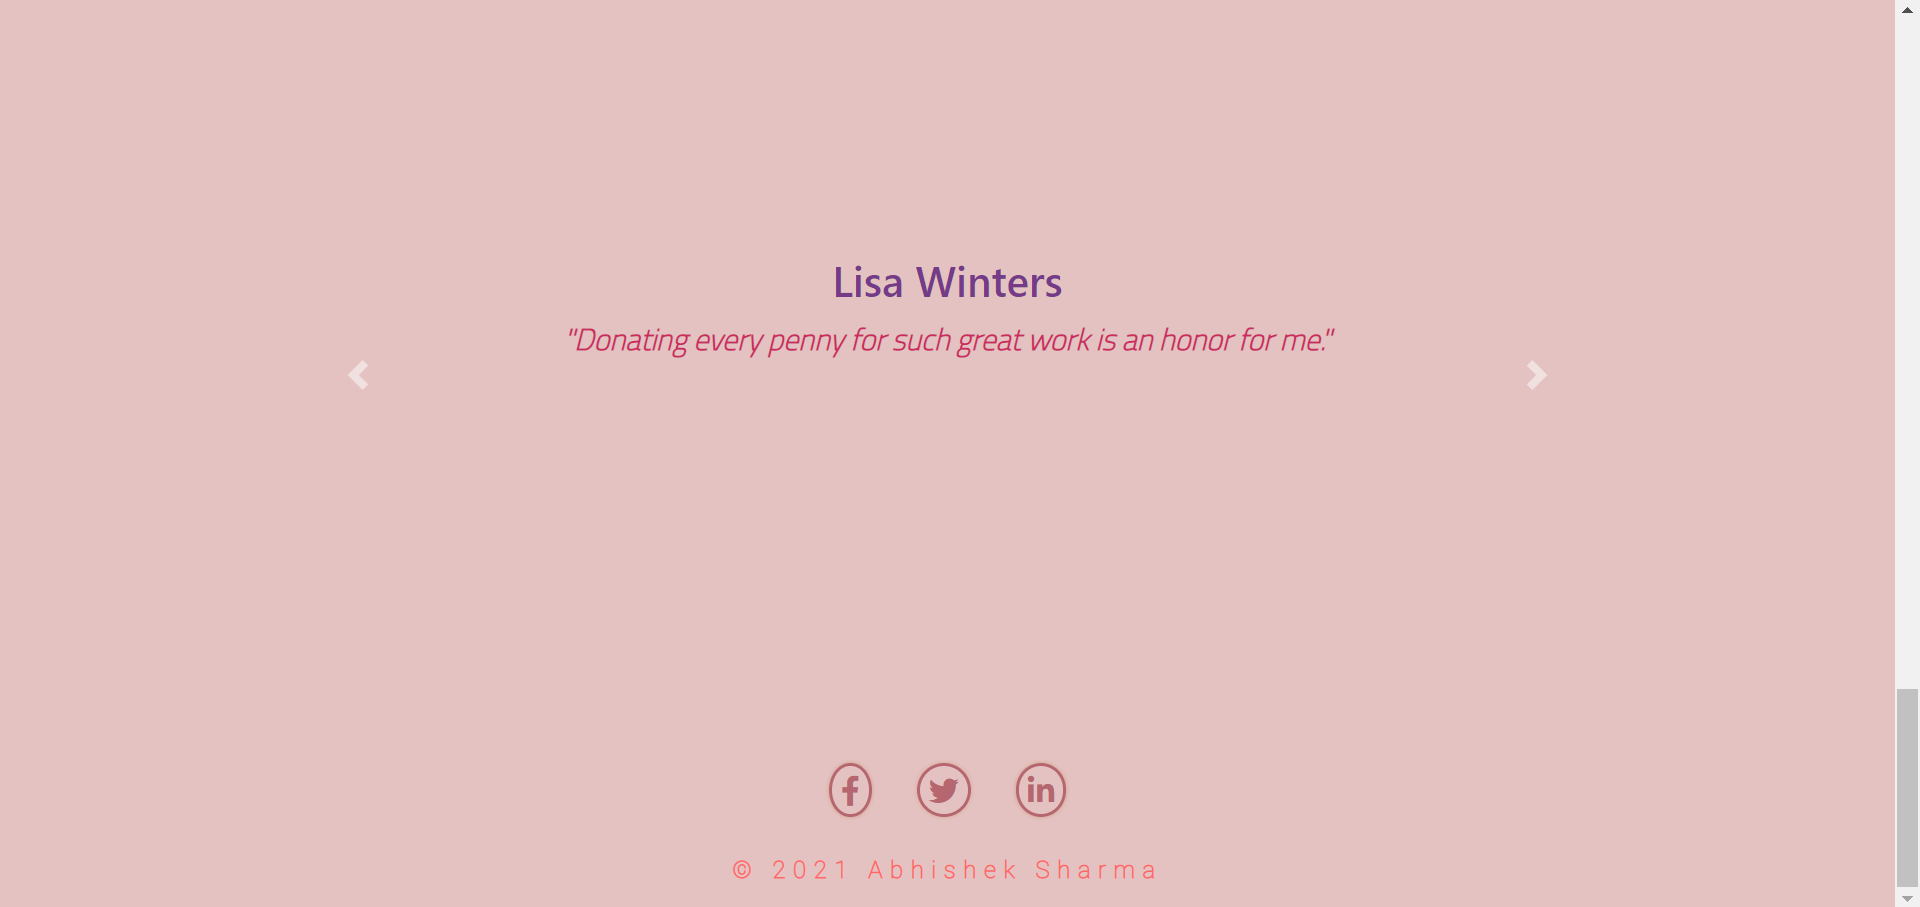 Lisa Winters
"Donating every penny for such great work is an honor for me."
© 2021 Abhishek Sharma